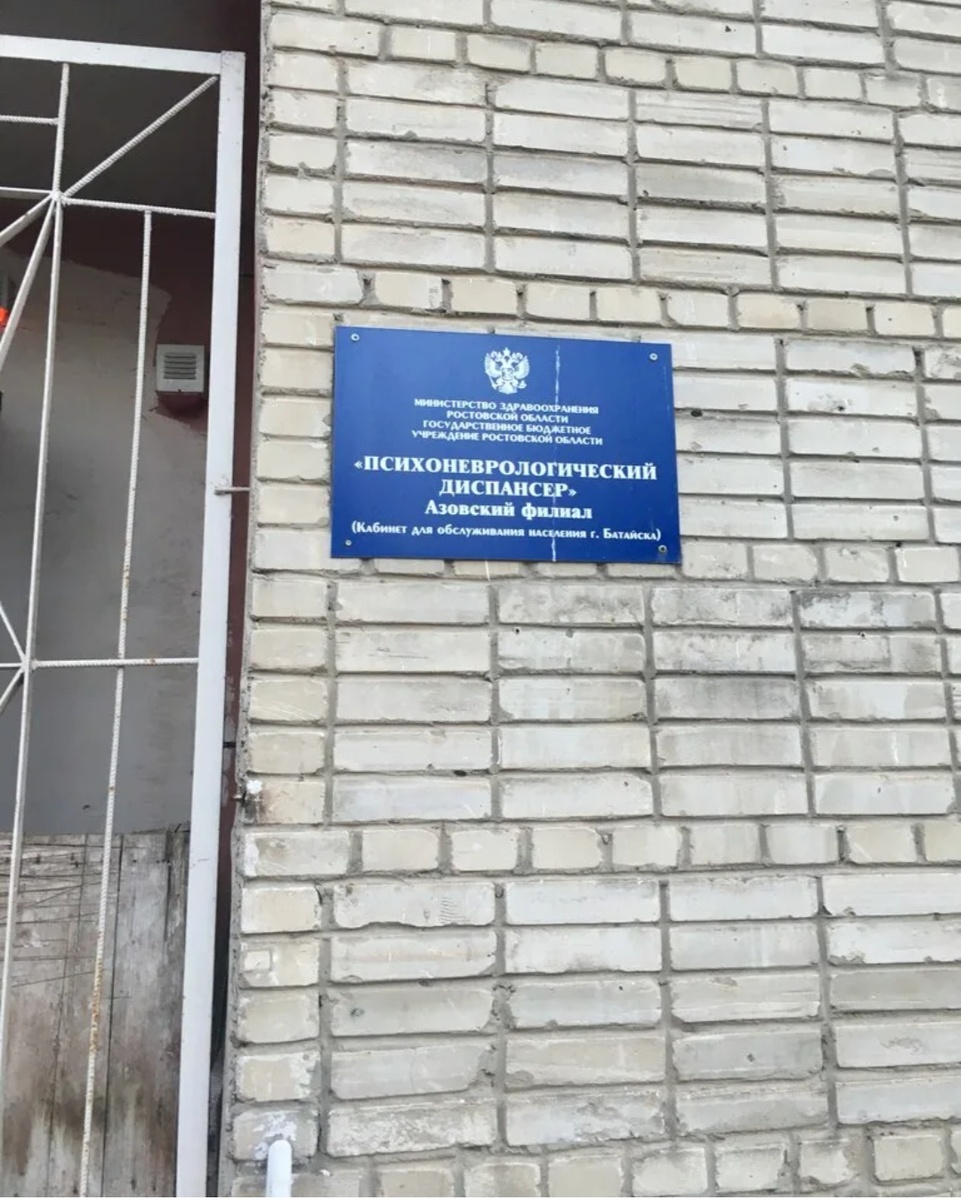 МИНИСТЕРСТВО ЗДРАВООХРАНЕНИЯ
РОСТОВСКОЙ ОБЛАСТИ
ГОСУДАРСТВЕННОЕ БЮДЖЕТНОЕ
УЧРЕЖДЕНИЕ РОСТОВСКОЙ ОБЛАСТИ
«ПСИХОНЕВРОЛОГИЧЕСКИЙ
ДИСПАНСЕР»
Азовский филиал
(Кабинет для обслуживания населения г. Батайска)